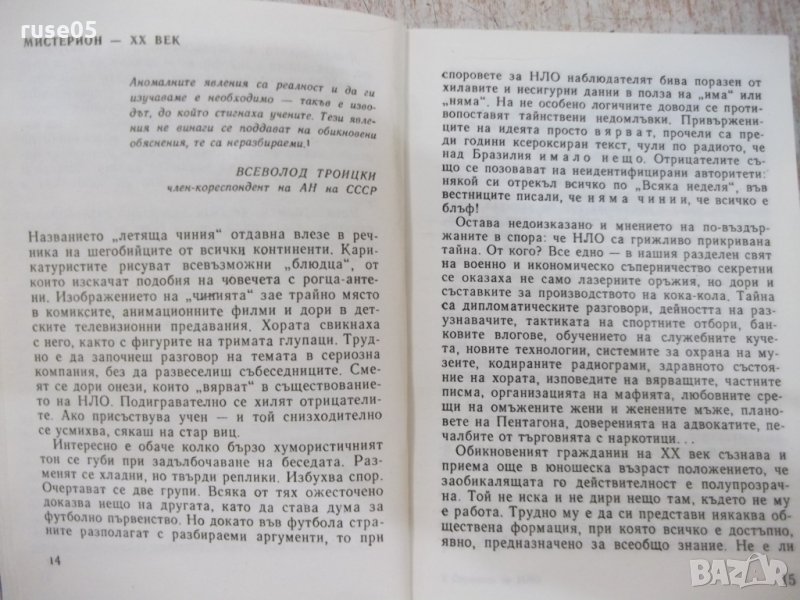 ruse05
МИСТЕРИОН — XX ВЕК
Аномалните явления са реалност и да ги
изучаваме е необходимо — такъв е изво-
дът, до който стигнаха учените. Тези явле-
ния не винаги се поддават на обикновени
обяснения, те са неразбираеми.¹
ВСЕВОЛОД ТРОИЦКИ
член-кореспондент на АН на СССР
Названието „летяща чиния“ отдавна влезе в реч-
ника на шегобийците от всички континенти. Кари-
катуристите рисуват всевъзможни „блюдца“, от
които изскачат подобия на човечета с рогца-анте-
ни. Изображението на „чинията“ зае трайно място
в комиксите, анимационните филми и дори в дет-
ските телевизионни предавания. Хората свикнаха
с него, както с фигурите на тримата глупаци. Труд-
но е да започнеш разговор на темата в сериозна
компания, без да развеселиш събеседниците. Сме-
ят се дори онези, които „вярват“ в съществование-
то на НЛО. Подигравателно се хилят отрицатели-
те. Ако присъствува учен — и той снизходително
се усмихва, сякаш на стар виц.
Интересно е обаче колко бързо хумористичният
тон се губи при задълбочаване на беседата. Раз-
менят се хладни, но твърди реплики. Избухва спор.
Очертават се две групи. Всяка от тях ожесточено
доказва нещо на другата, като да става дума за
футболно първенство. Но докато във футбола стра-
ните разполагат с разбираеми аргументи, то при
14
споровете за НЛО наблюдателят бива поразен от
хилавите и несигурни данни в полза на „има“ или
„няма“. На не особено логичните доводи се проти-
вопоставят тайнствени недомлъвки. Привърже­ници-
ците на идеята просто вярват, прочели са пре-
ди години ксероксиран текст, чули по радиото, че
над Бразилия имало нещо. Отрицателите съ-
що се позовават на неидентифицирани авторитети:
някой си отрекъл всичко по „Всяка неделя“, във
вестниците писали, че няма чинии, че всичко е
блъф!
Остава недоизказано и мнението на по-въздър-
жаните в спора: че НЛО са грижливо прикривана
тайна. От кого? Все едно — в нашия разделен свят
на военно и икономическо съперничество секретни
се оказаха не само лазерните оръжия, но дори и
съставките за производството на кока-кола. Тайна
са дипломатическите разговори, дейността на раз-
узнавачите, тактиката на спортните отбори, бан-
ковите влогове, обучението на служебните куче-
та, новите технологии, системите за охрана на му-
зеите, кодираните радиограми, здравното състоя-
ние на хората, изповедите на вярващите, частните
писма, организацията на мафията, любовните сре-
щи на омъжените жени и женените мъже, плано-
вете на Пентагона, доверенията на адвокатите, пе-
чалбите от търговията с наркотици...
Обикновеният гражданин на XX век съзнава и
приема още в юношеска възраст положението, че
заобикалящата го действителност е полупрозрач-
на. Той не иска и не дири нещо там, където не му
е работа. Трудно му е да си представи някаква об-
ществена формация, при която всичко е достъпно,
явно, предназначено за всеобщо знание. Не е ли
15
BAZAR